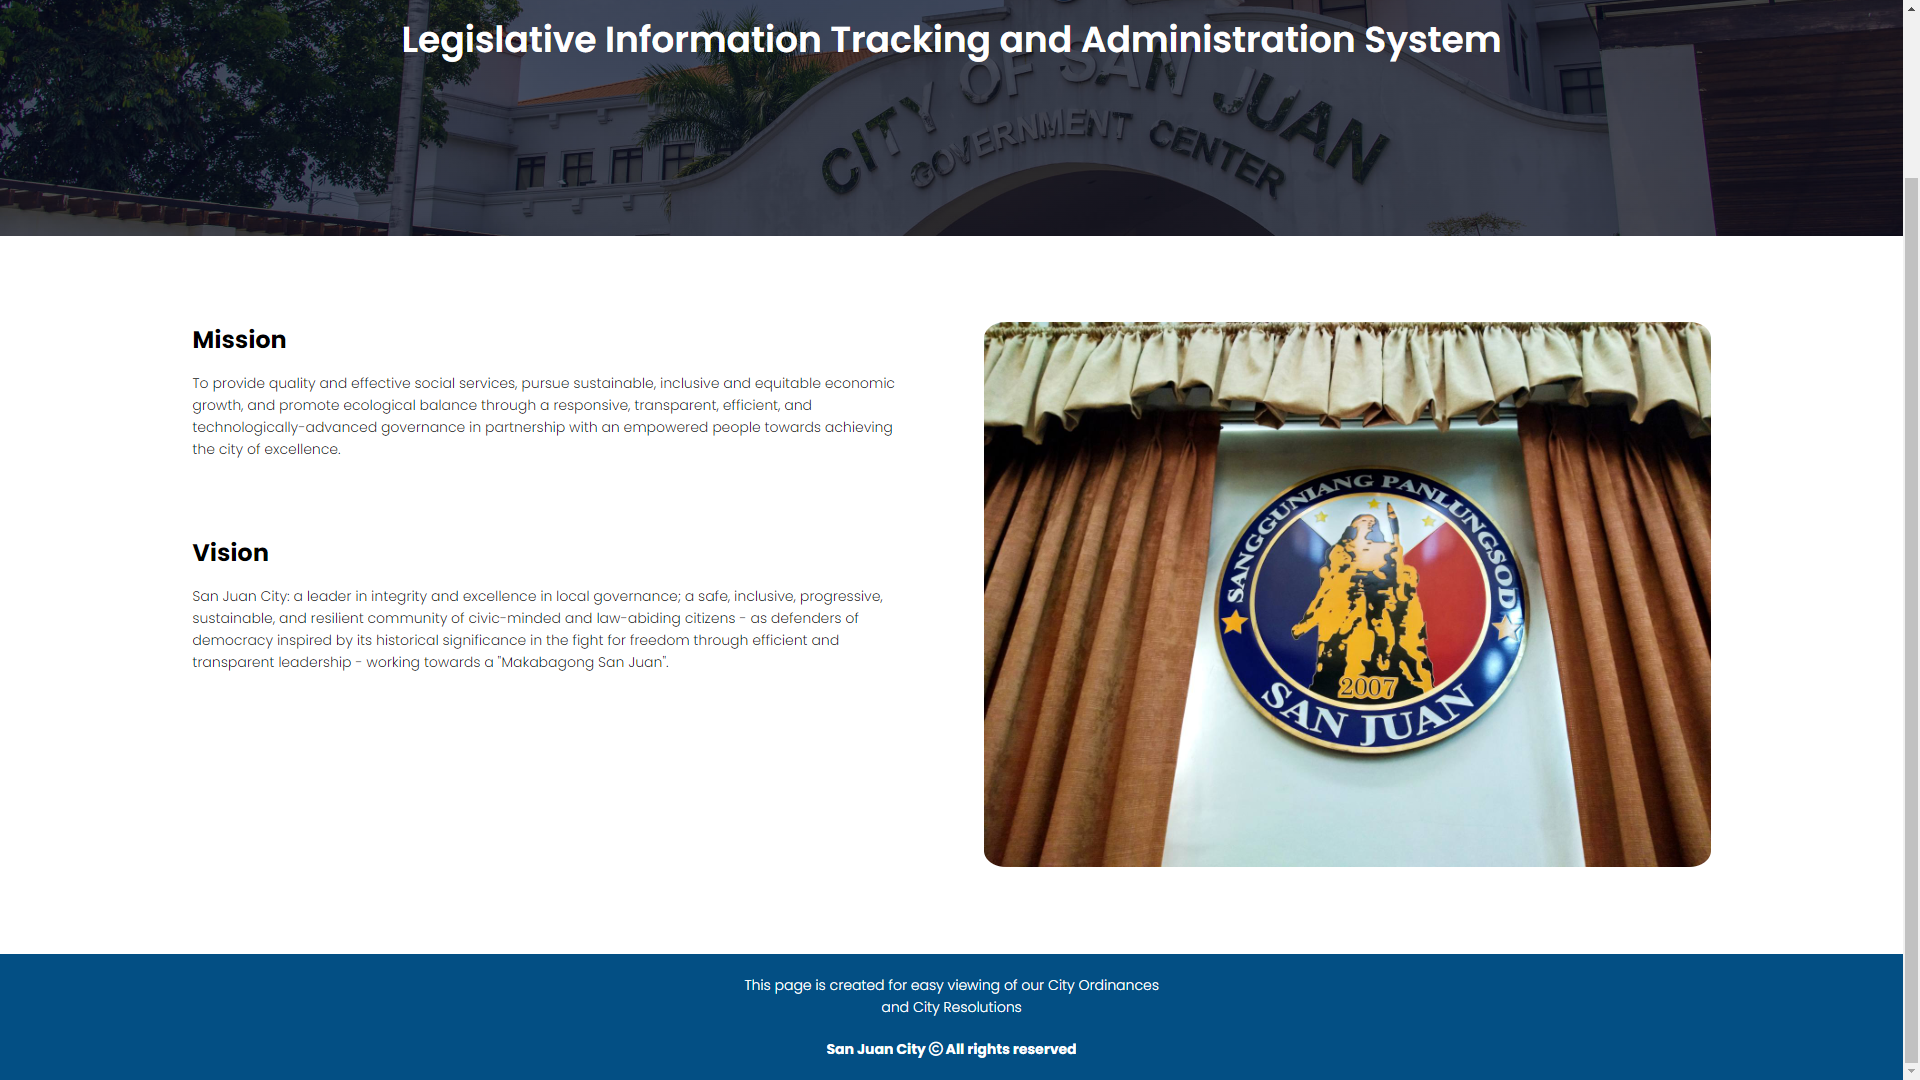 Legislative Information Tracking and Administration System
CITY OF SAN JUAN
GOVERNMENT CENTER
Mission
To provide quality and effective social services, pursue sustainable, inclusive and equitable economic
growth, and promote ecological balance through a responsive, transparent, efficient, and
technologically-advanced governance in partnership with an empowered people towards achieving
the city of excellence.
Vision
San Juan City: a leader in integrity and excellence in local governance; a safe, inclusive, progressive,
sustainable, and resilient community of civic-minded and law-abiding citizens - as defenders of
democracy inspired by its historical significance in the fight for freedom through efficient and
transparent leadership - working towards a "Makabagong San Juan".
SANGGUNIANG PANLUNGSOD
2007
SAN JUAN
This page is created for easy viewing of our City Ordinances
and City Resolutions
San Juan City © All rights reserved